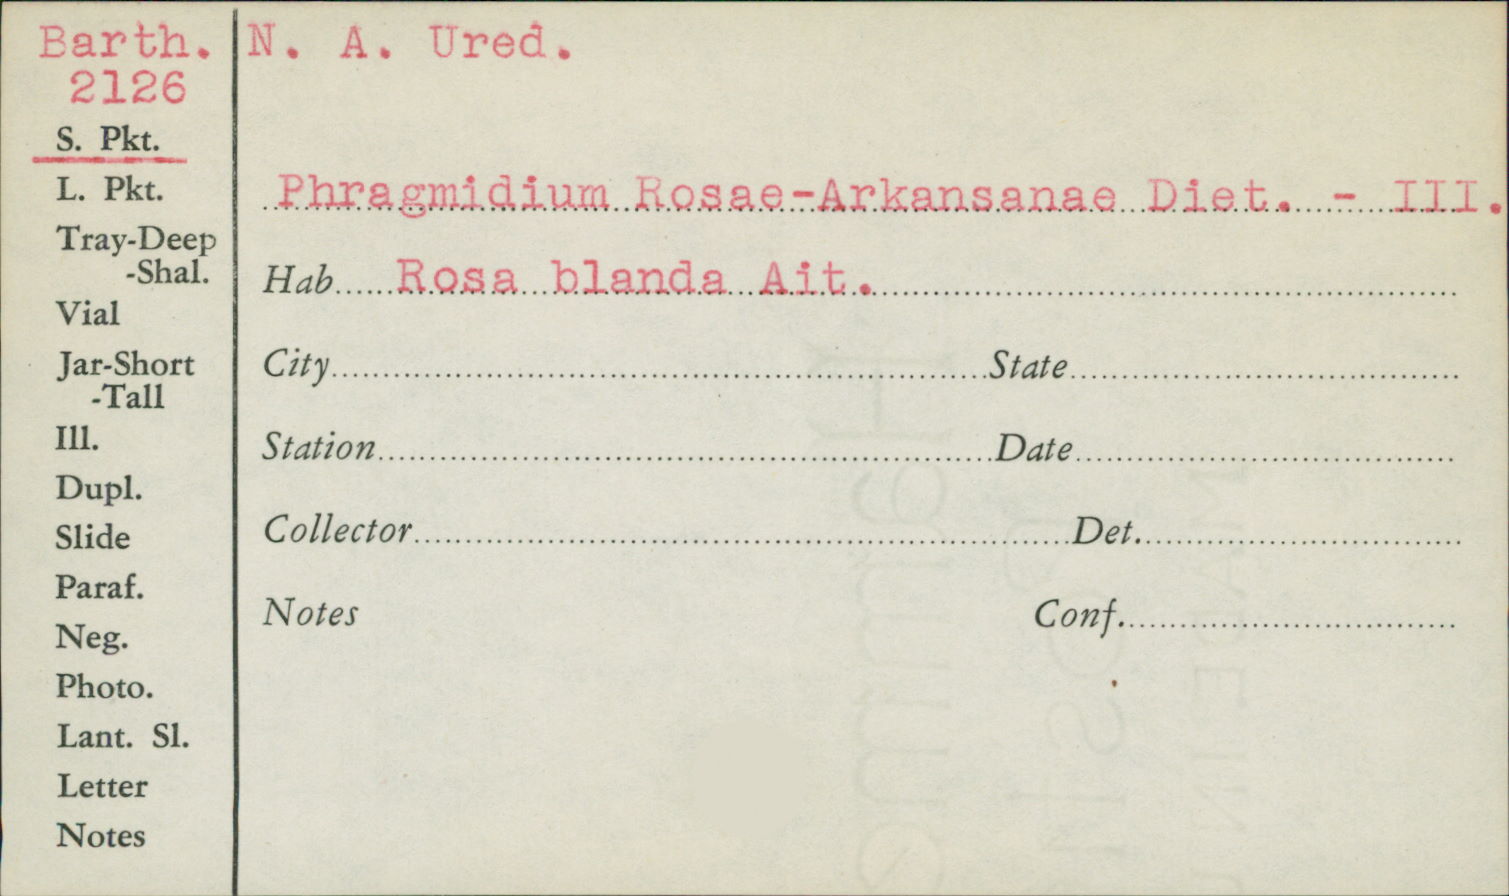 Barth.
2126
S. Pkt.
L. Pkt.
Tray-Deep
-Shal.
Vial
Jar-Short
-Tall
Ill.
Dupl.
Slide
Paraf.
Neg.
Photo.
Lant. Sl.
Letter
Notes
N. A. Ured.
Phragmidium Rosae-Arkansanae Diet. - III.
Hab. Rosa blanda Ait.
City State
Station Date
Collector Det.
Notes Conf.